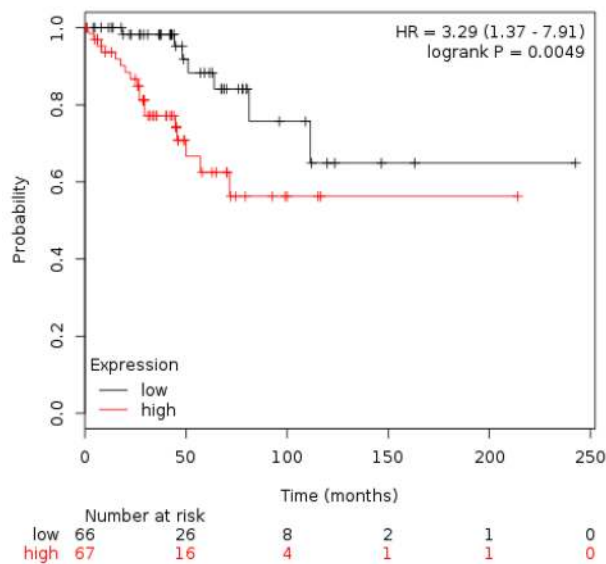 HR = 3.29 (1.37 - 7.91)
logrank P = 0.0049
1.0
0.8
0.6
0.4
0.2
0.0
Probability
Expression
low
high
0 50 100 150 200 250
Time (months)
Number at risk
low 66 26 8 2 1 0
high 67 16 4 1 1 0